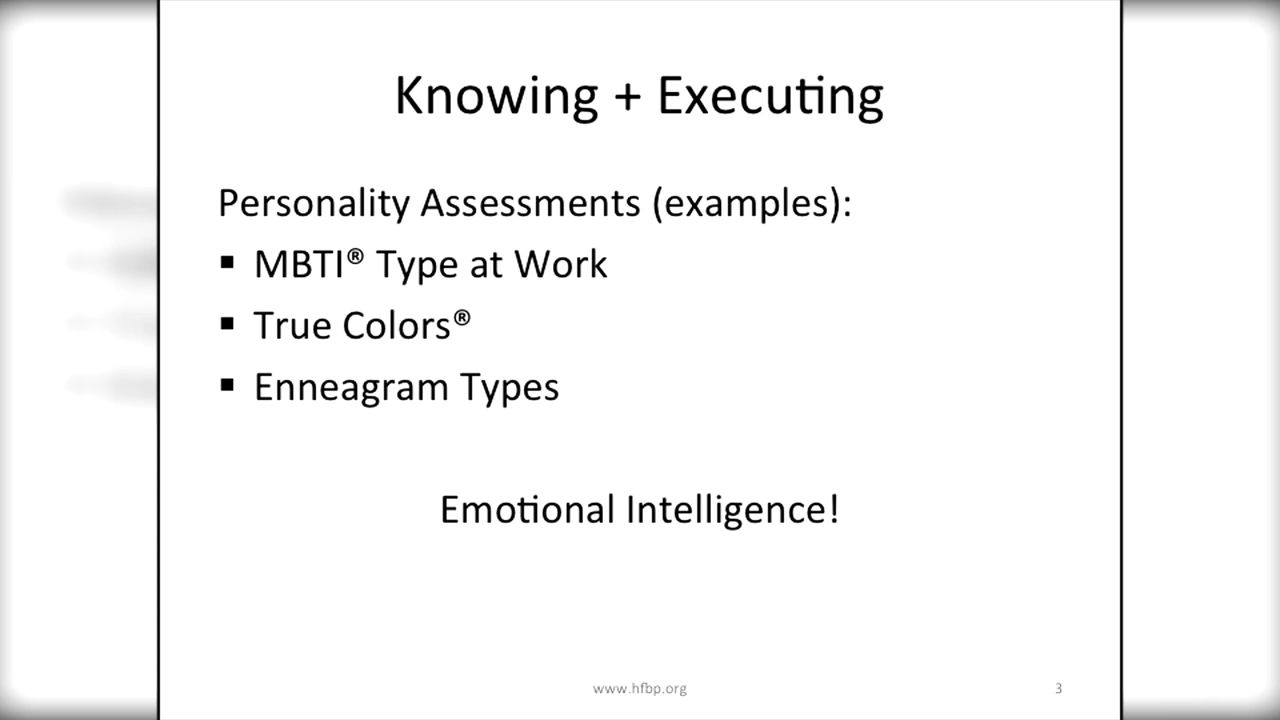 Knowing + Executing
Personality Assessments (examples):
▪ MBTI® Type at Work
▪ True Colors®
▪ Enneagram Types
Emotional Intelligence!
www.hfbp.org
3